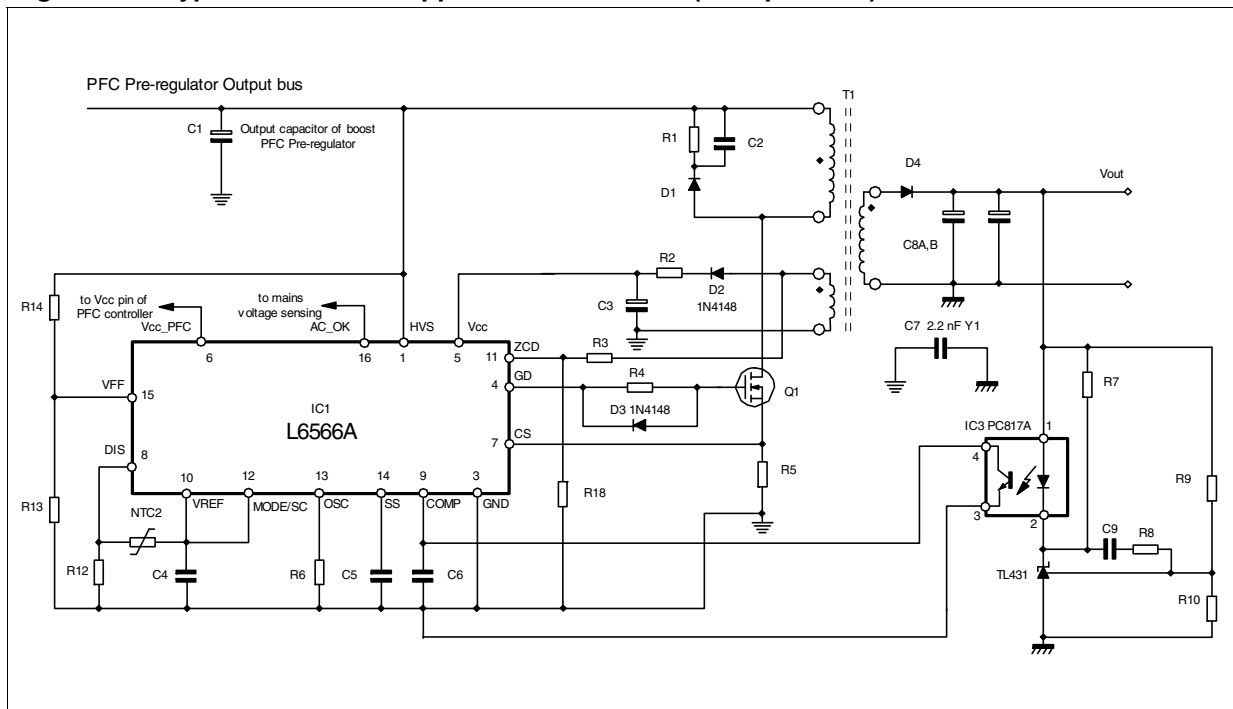 PFC Pre-regulator Output bus
C1
Output capacitor of boost
PFC Pre-regulator
R1
C2
D1
T1
D4
Vout
C8A,B
R14
to Vcc pin of
PFC controller
to mains
voltage sensing
C3
R2
D2
1N4148
C7 2.2 nF Y1
Vcc_PFC
AC_OK
HVS
Vcc
6
16
1
5
11
ZCD
R3
4
GD
R4
Q1
D3 1N4148
VFF
15
IC1
L6566A
DIS
8
7
CS
R5
R7
IC3 PC817A
1
4
3
2
R9
10
12
13
14
9
3
VREF
MODE/SC
OSC
SS
COMP
GND
R13
NTC2
R18
C9
R8
R12
C4
R6
C5
C6
TL431
R10